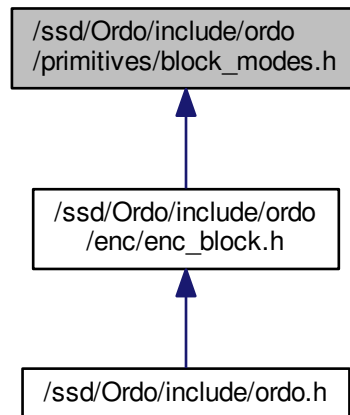 /ssd/Ordo/include/ordo
/primitives/block_modes.h
/ssd/Ordo/include/ordo
/enc/enc_block.h
/ssd/Ordo/include/ordo.h